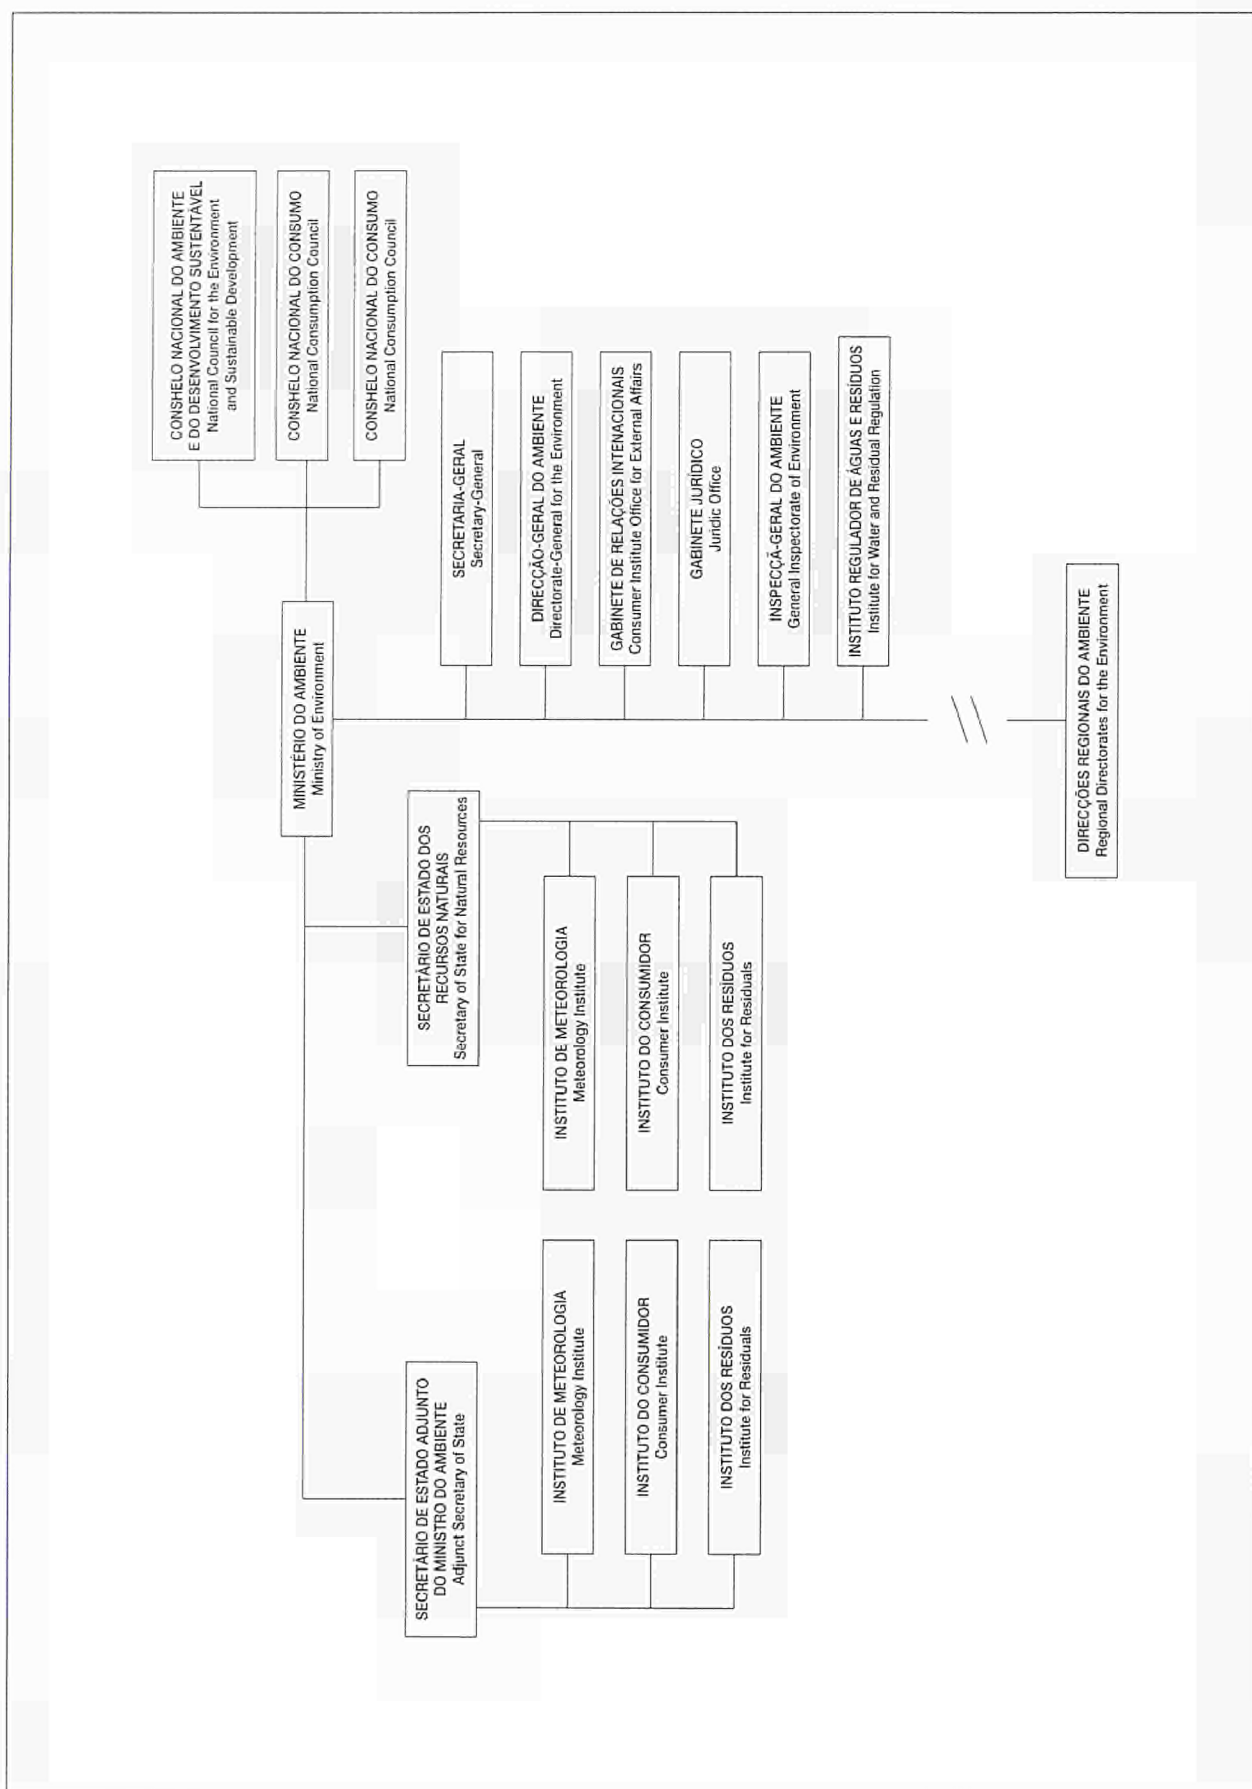 CONSHELO NACIONAL DO AMBIENTE
E DO DESENVOLVIMENTO SUSTENTÁVEL
National Council for the Environment
and Sustainable Development
CONSHELO NACIONAL DO CONSUMO
National Consumption Council
CONSHELO NACIONAL DO CONSUMO
National Consumption Council
MINISTÉRIO DO AMBIENTE
Ministry of Environment
SECRETÁRIO DE ESTADO ADJUNTO
DO MINISTRO DO AMBIENTE
Adjunct Secretary of State
SECRETÁRIO DE ESTADO DOS
RECURSOS NATURAIS
Secretary of State for Natural Resources
SECRETARIA-GERAL
Secretary-General
DIRECÇÃO-GERAL DO AMBIENTE
Directorate-General for the Environment
GABINETE DE RELAÇÕES INTENACIONAIS
Consumer Institute Office for External Affairs
GABINETE JURÍDICO
Juridic Office
INSPECÇÃ-GERAL DO AMBIENTE
General Inspectorate of Environment
INSTITUTO REGULADOR DE ÁGUAS E RESÍDUOS
Institute for Water and Residual Regulation
INSTITUTO DE METEOROLOGIA
Meteorology Institute
INSTITUTO DO CONSUMIDOR
Consumer Institute
INSTITUTO DOS RESÍDUOS
Institute for Residuals
INSTITUTO DE METEOROLOGIA
Meteorology Institute
INSTITUTO DO CONSUMIDOR
Consumer Institute
INSTITUTO DOS RESÍDUOS
Institute for Residuals
DIRECÇÕES REGIONAIS DO AMBIENTE
Regional Directorates for the Environment